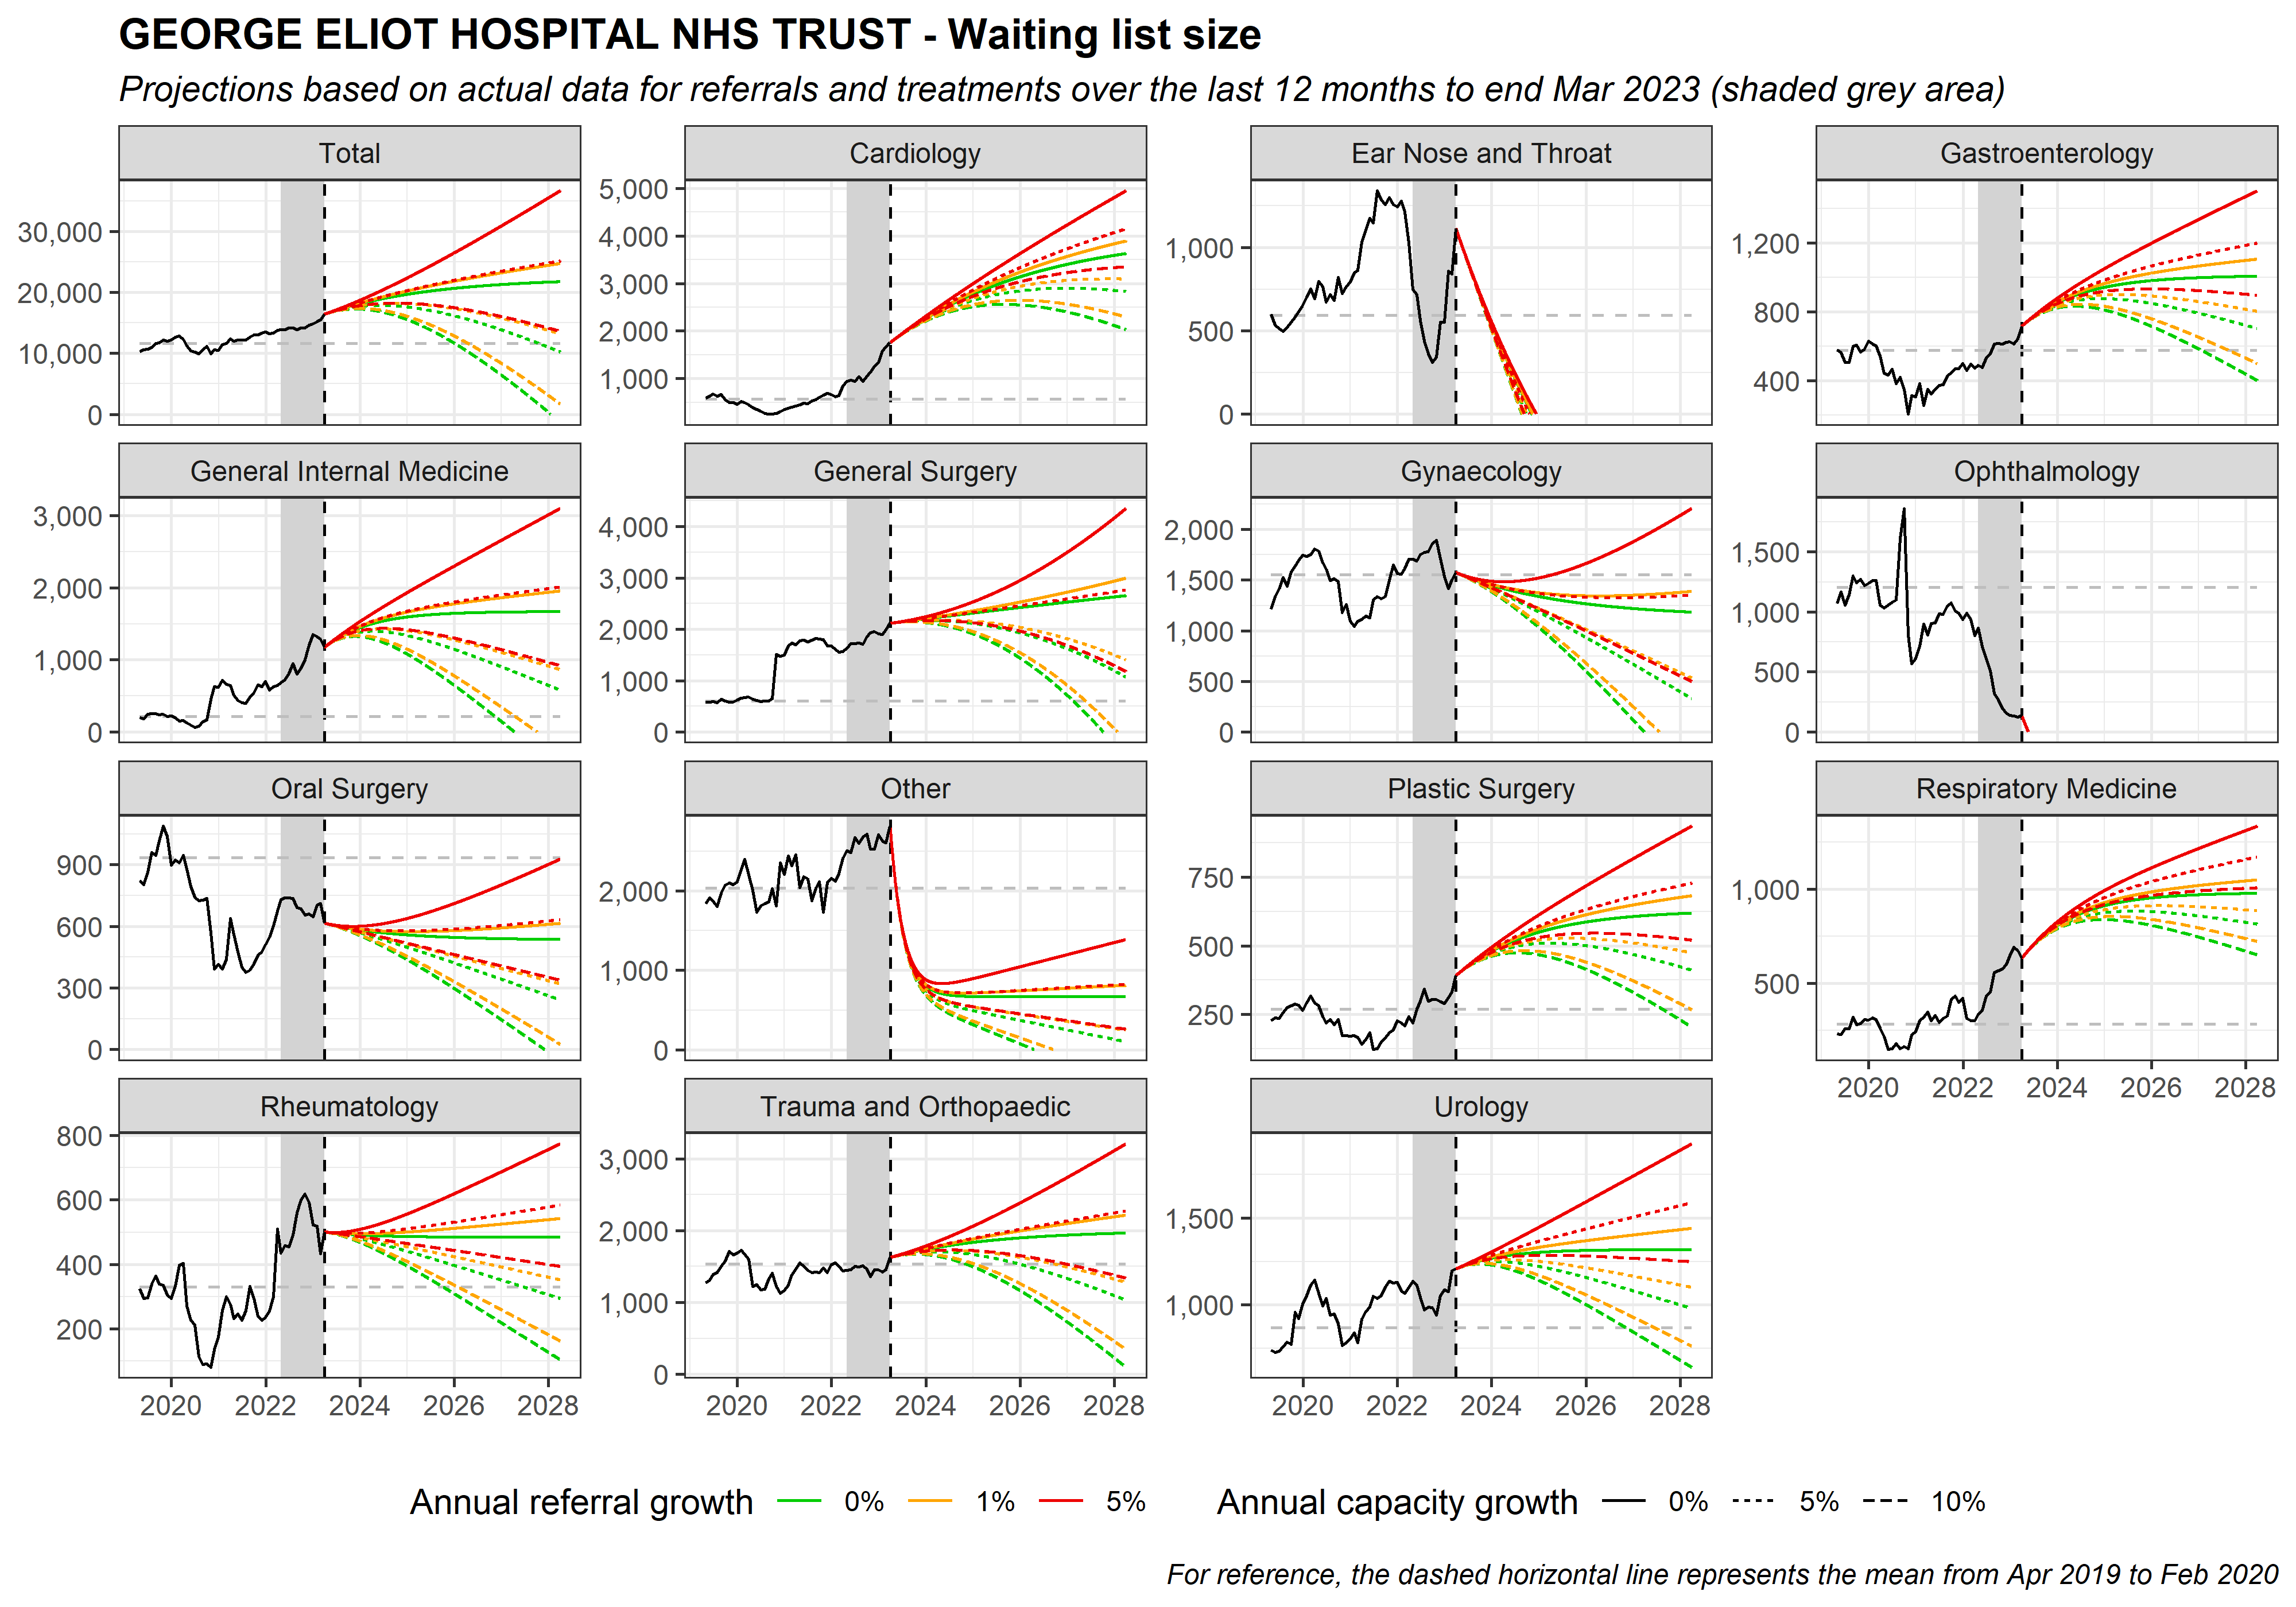 GEORGE ELIOT HOSPITAL NHS TRUST - Waiting list size
Projections based on actual data for referrals and treatments over the last 12 months to end Mar 2023 (shaded grey area)
Total
30,000
20,000
10,000
0
Cardiology
5,000
4,000
3,000
2,000
1,000
Ear Nose and Throat
1,000
500
0
Gastroenterology
1,200
800
400
General Internal Medicine
3,000
2,000
1,000
0
General Surgery
4,000
3,000
2,000
1,000
0
Gynaecology
2,000
1,500
1,000
500
0
Ophthalmology
1,500
1,000
500
0
Oral Surgery
900
600
300
0
Other
2,000
1,000
0
Plastic Surgery
750
500
250
Respiratory Medicine
1,000
500
2020 2022 2024 2026 2028
Rheumatology
800
600
400
200
2020 2022 2024 2026 2028
Trauma and Orthopaedic
3,000
2,000
1,000
0
2020 2022 2024 2026 2028
Urology
1,500
1,000
2020 2022 2024 2026 2028
Annual referral growth 0% 1% 5% Annual capacity growth 0% 5% 10%
For reference, the dashed horizontal line represents the mean from Apr 2019 to Feb 2020